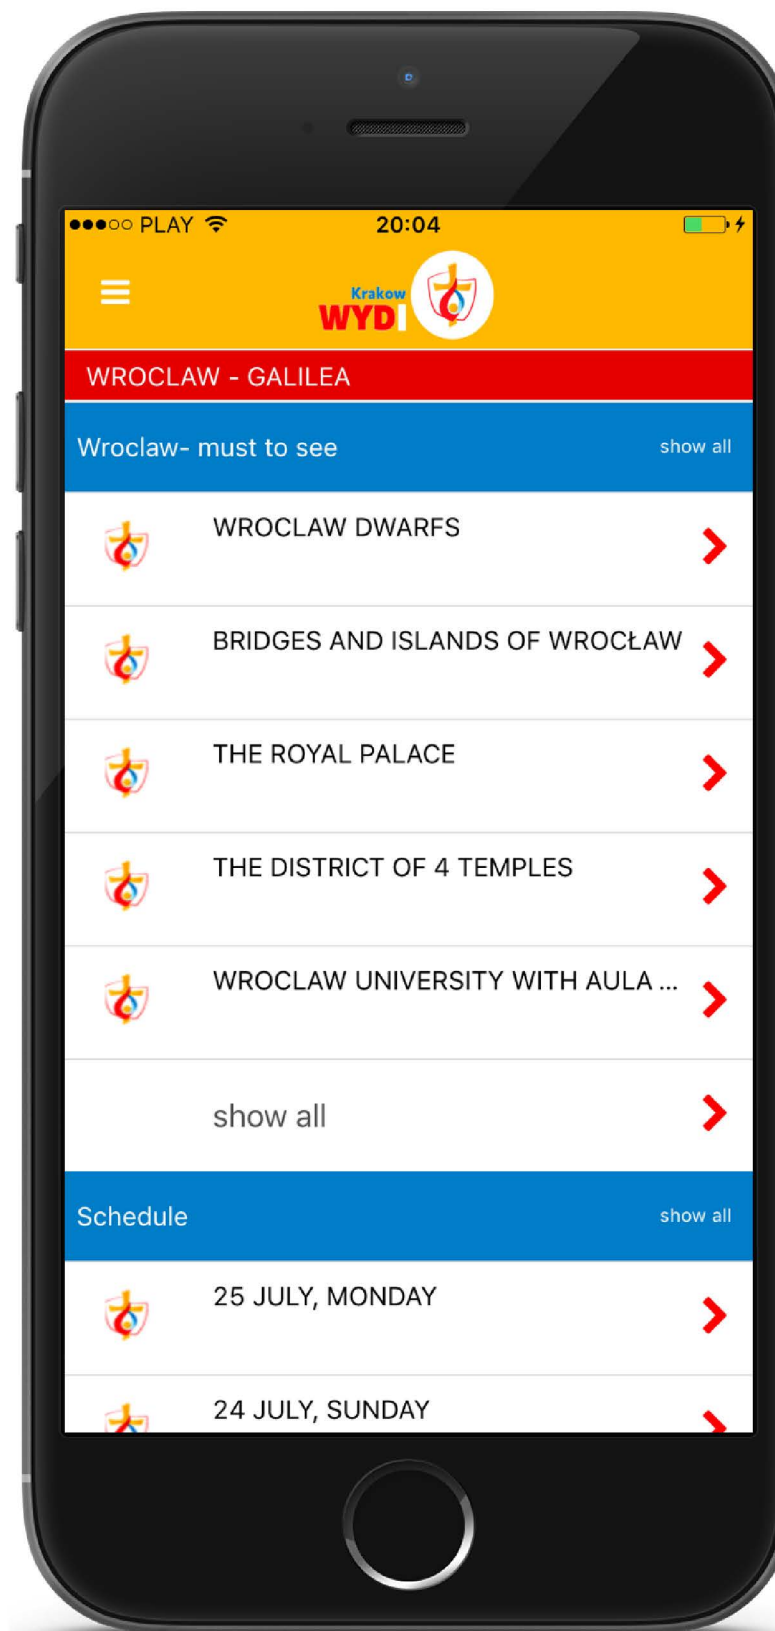 PLAY
20:04
Krakow
WYDi
WROCLAW - GALILEA
Wroclaw- must to see
show all
WROCLAW DWARFS
BRIDGES AND ISLANDS OF WROCŁAW
THE ROYAL PALACE
THE DISTRICT OF 4 TEMPLES
WROCLAW UNIVERSITY WITH AULA ...
show all
Schedule
show all
25 JULY, MONDAY
24 JULY, SUNDAY